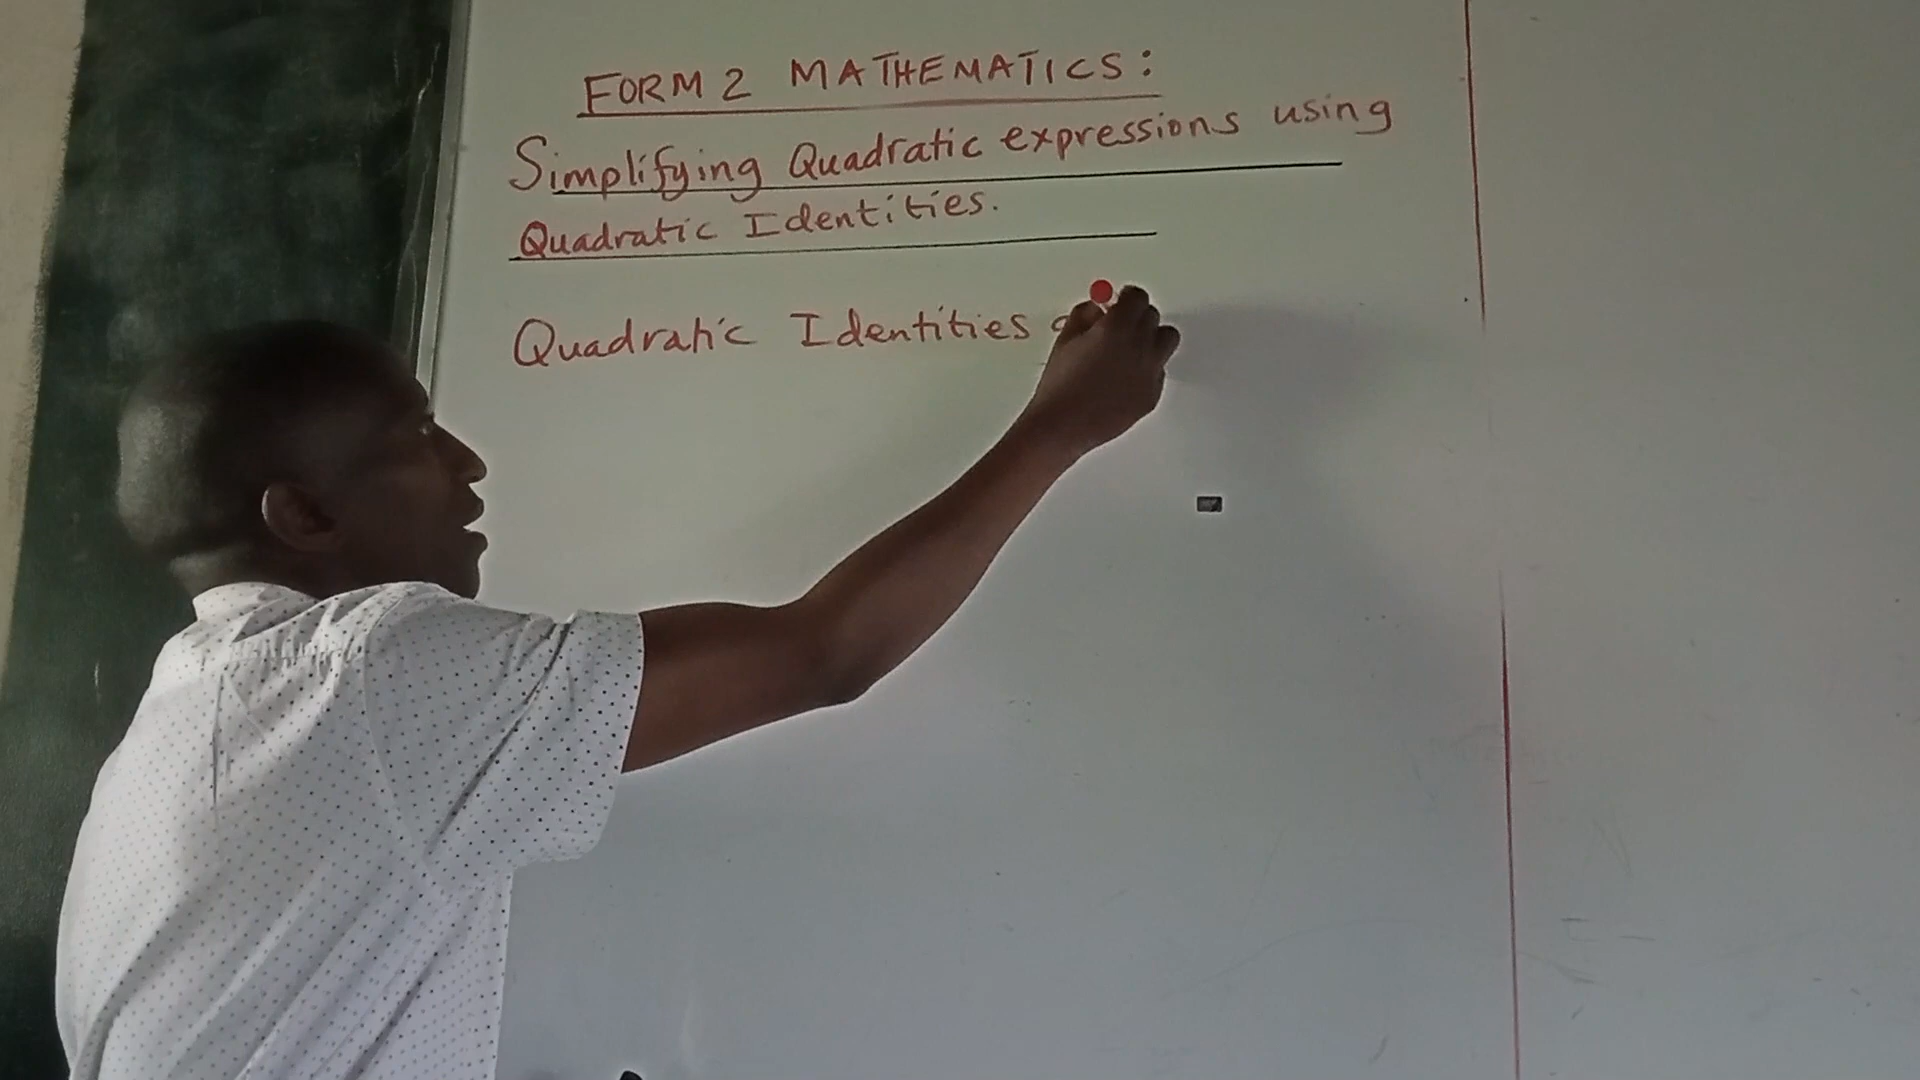 FORM 2 MATHEMATICS:
Simplifying Quadratic expressions using
Quadratic Identities.
Quadratic Identities